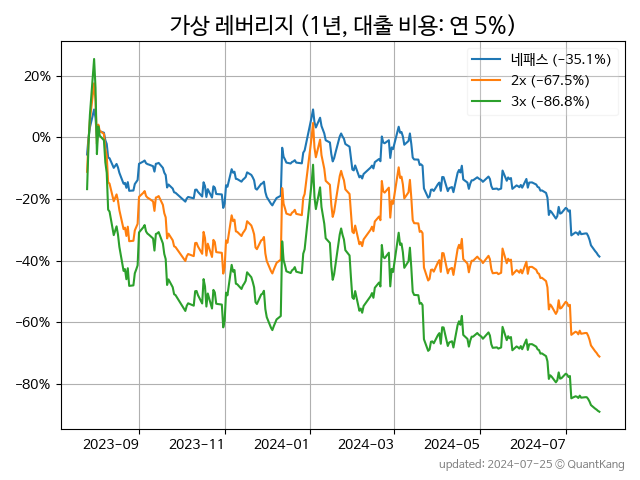 가상 레버리지 (1년, 대출 비용: 연 5%)
네패스 (−35.1%)
2x (−67.5%)
3x (−86.8%)
20%
0%
−20%
−40%
−60%
−80%
2023-09 2023-11 2024-01 2024-03 2024-05 2024-07
updated: 2024-07-25 © QuantKang